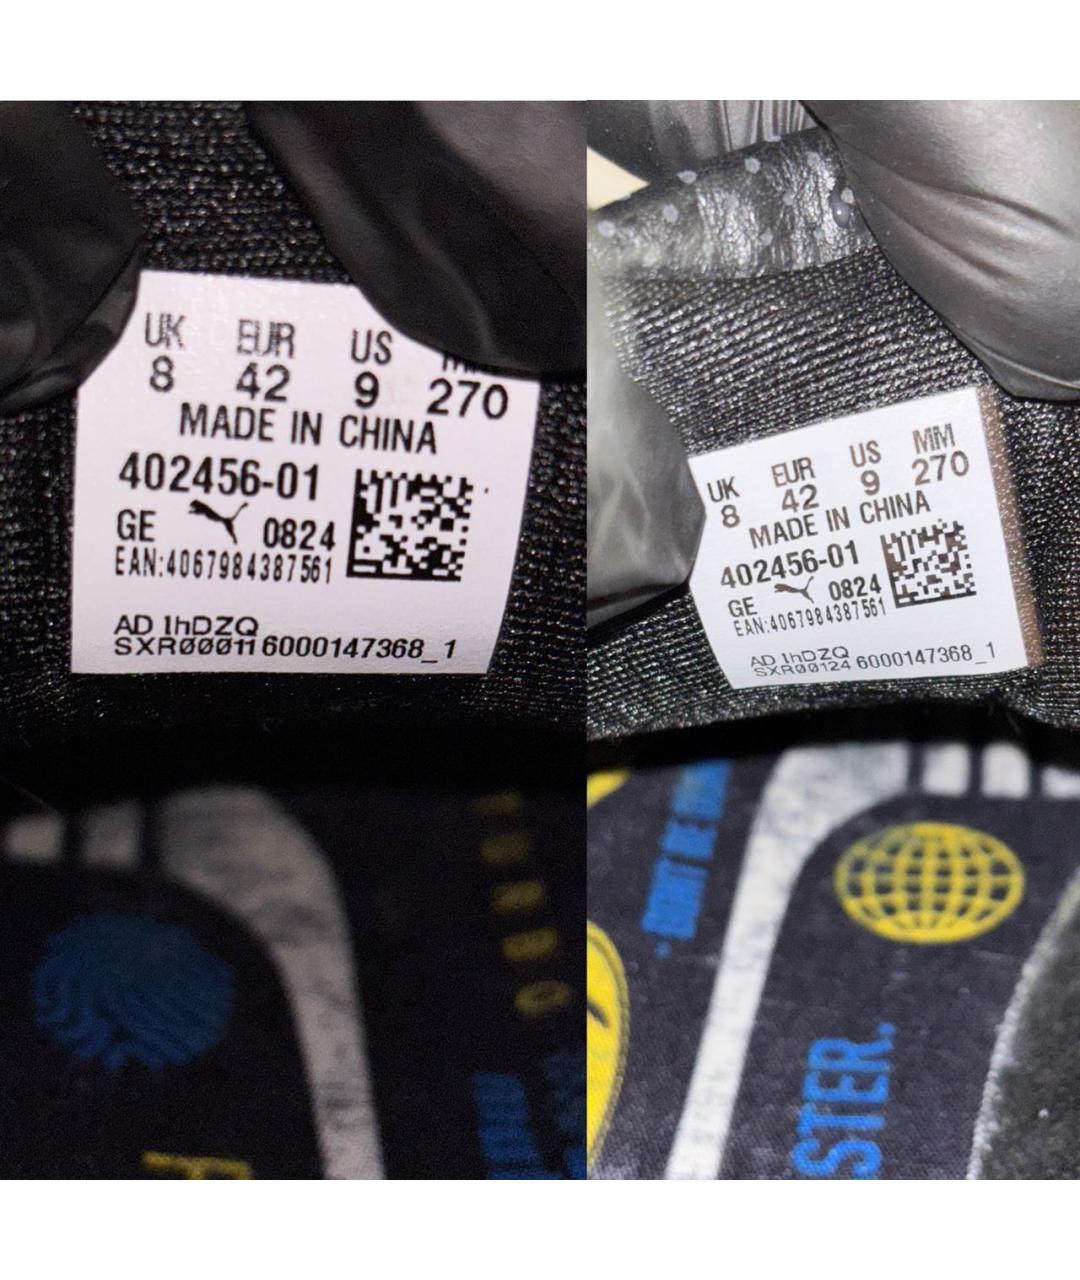 UK EUR US MM
8 42 9 270
MADE IN CHINA
402456-01
GE 0824
EAN:4067984387561
AD 1hDZQ
SXR00011 6000147368_1
UK EUR US MM
8 42 9 270
MADE IN CHINA
402456-01
GE 0824
EAN:4067984387561
AD 1hDZQ
SXR00124 6000147368_1
STER.